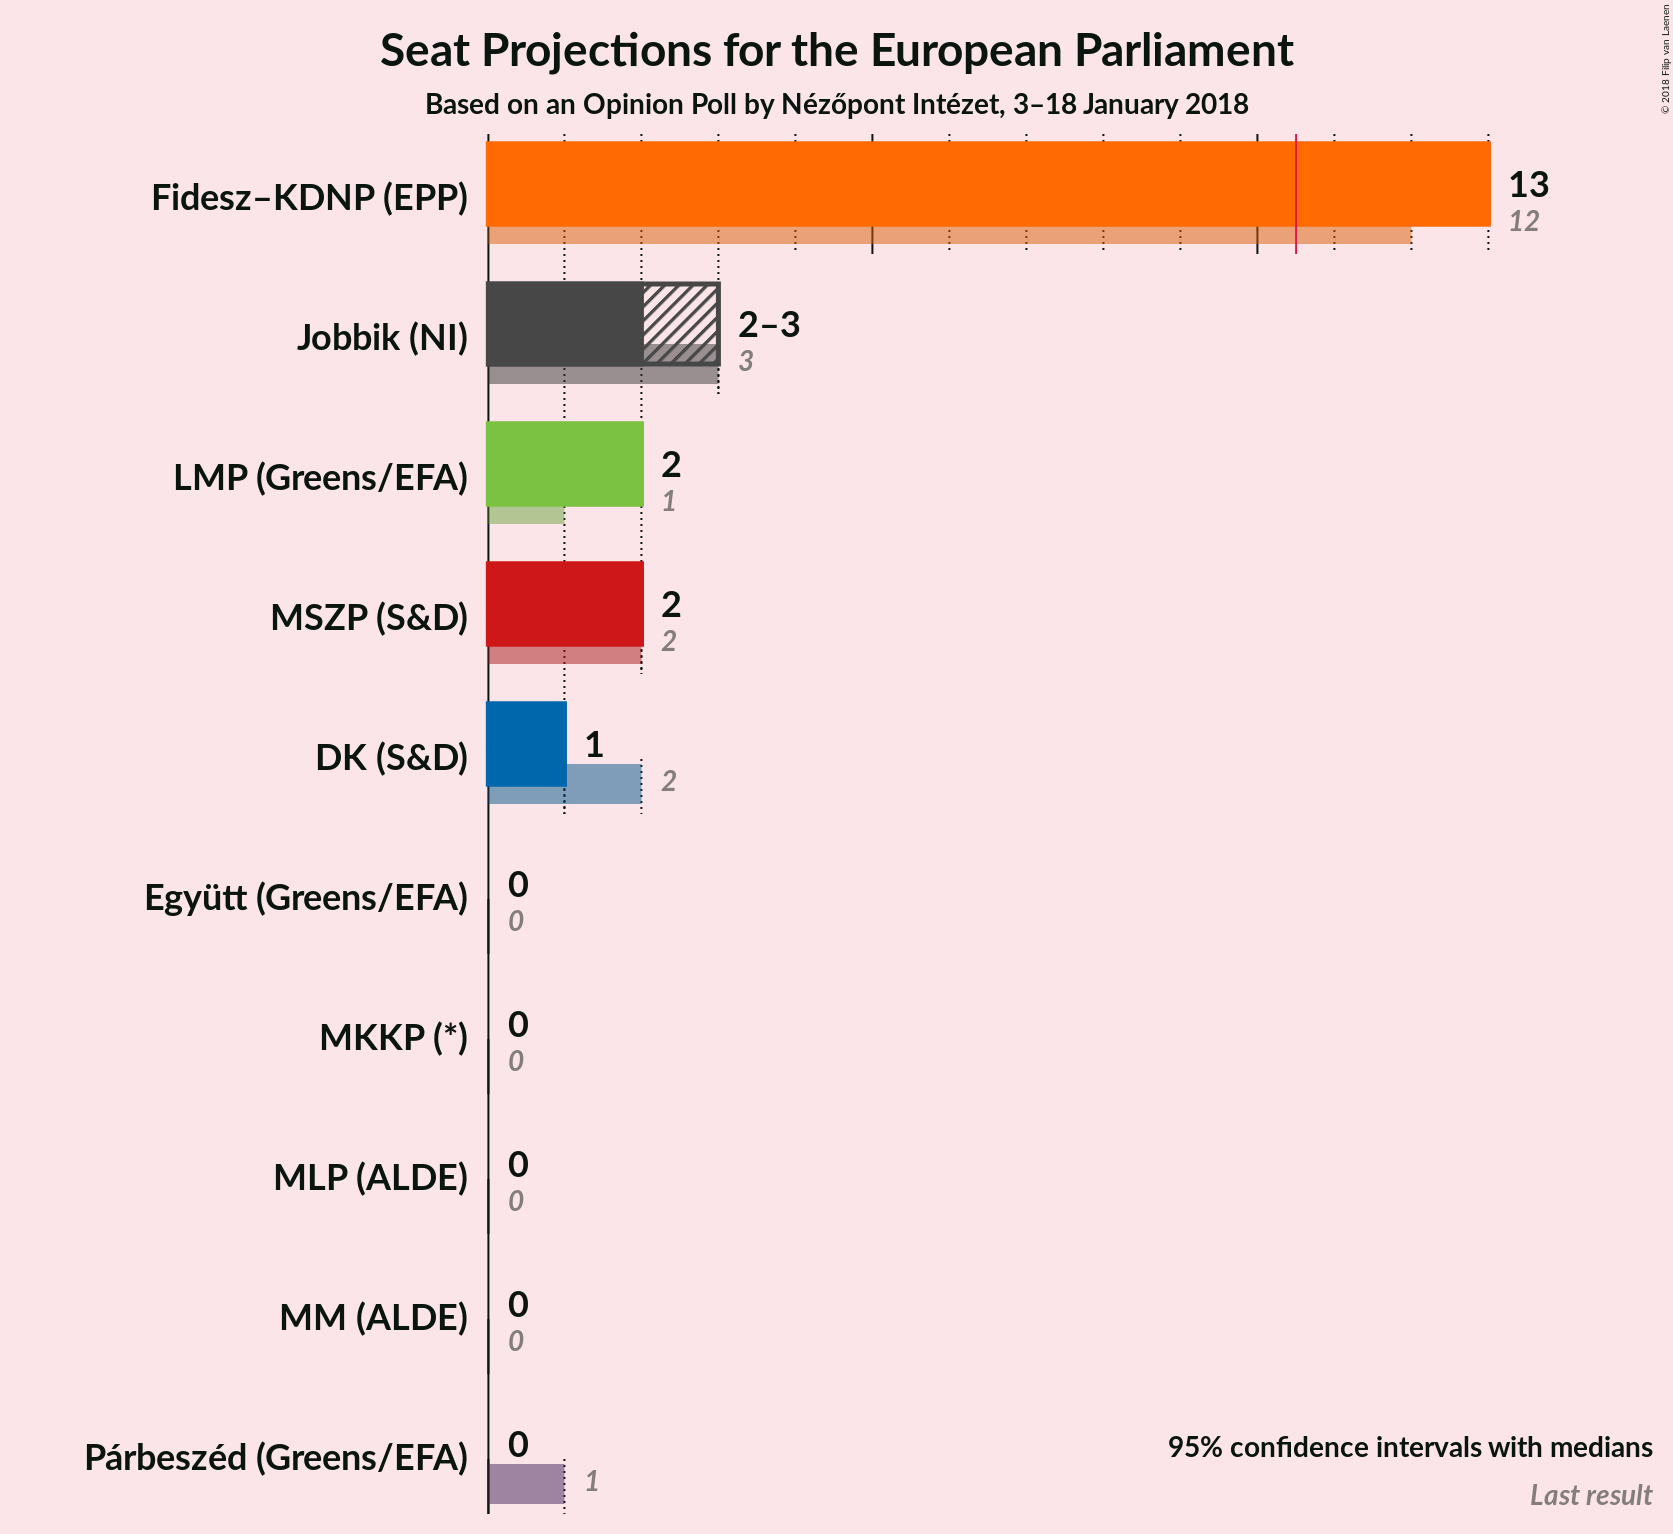 Seat Projections for the European Parliament
Based on an Opinion Poll by Nézőpont Intézet, 3–18 January 2018
© 2018 Filip van Laenen
Fidesz–KDNP (EPP)
13
12
Jobbik (NI)
2–3
3
LMP (Greens/EFA)
2
1
MSZP (S&D)
2
2
DK (S&D)
1
2
Együtt (Greens/EFA)
0
0
MKKP (*)
0
0
MLP (ALDE)
0
0
MM (ALDE)
0
0
Párbeszéd (Greens/EFA)
0
1
95% confidence intervals with medians
Last result